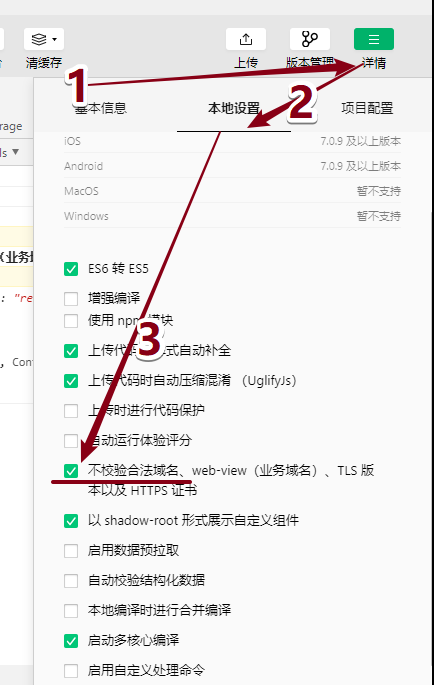 清缓存
上传
版本管理
详情
1
2
基本信息
本地设置
项目配置
rage
ls
iOS
7.0.9 及以上版本
Android
7.0.9 及以上版本
MacOS
暂不支持
Windows
暂不支持
(业务域
ES6 转 ES5
: "re
增强编译
使用 npm 模块
3
上传代码时样式自动补全
, Con
上传代码时自动压缩混淆 （UglifyJs）
上传时进行代码保护
自动运行体验评分
不校验合法域名、web-view（业务域名）、TLS 版
本以及 HTTPS 证书
以 shadow-root 形式展示自定义组件
启用数据预拉取
自动校验结构化数据
本地编译时进行合并编译
启动多核心编译
启用自定义处理命令